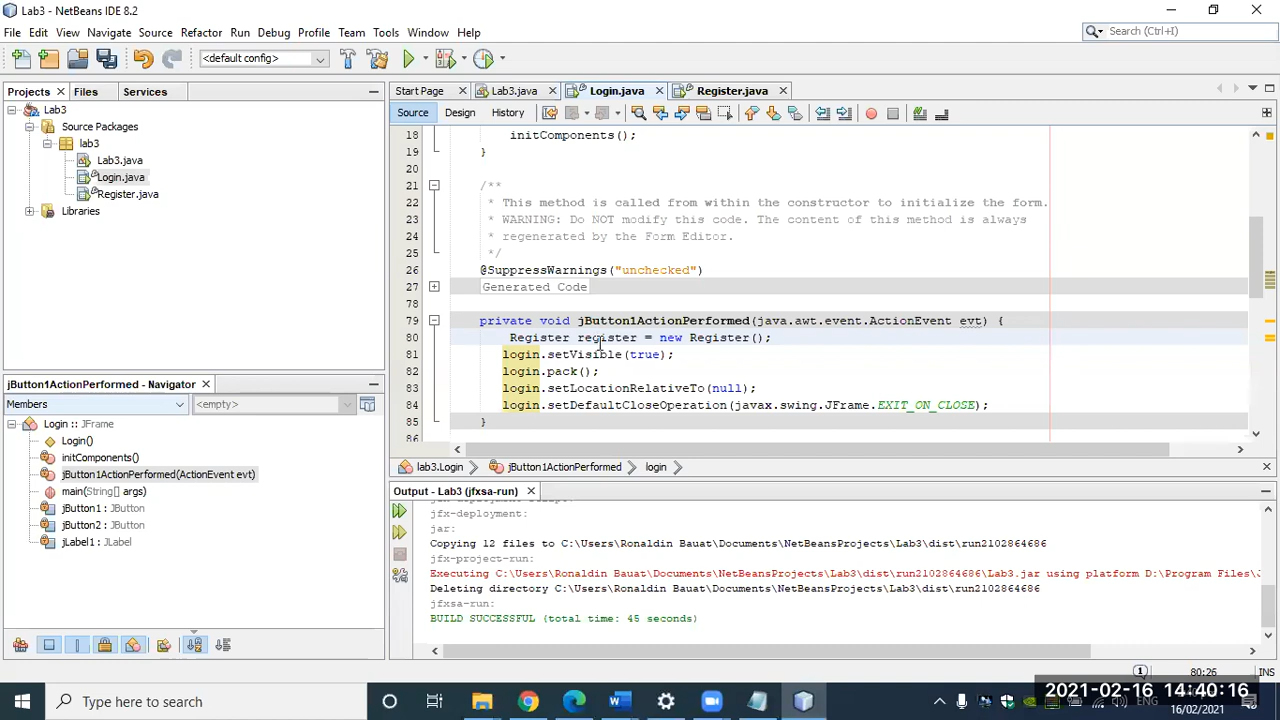 Lab3 - NetBeans IDE 8.2
File Edit View Navigate Source Refactor Run Debug Profile Team Tools Window Help
Search (Ctrl+I)
<default config>
Projects Files Services
Start Page Lab3.java Login.java Register.java
Source Design History
Lab3
Source Packages
lab3
Lab3.java
Login.java
Register.java
Libraries
18 initComponents();
19 }
20
21 /**
22 * This method is called from within the constructor to initialize the form.
23 * WARNING: Do NOT modify this code. The content of this method is always
24 * regenerated by the Form Editor.
25 */
26 @SuppressWarnings("unchecked")
27 Generated Code
78
79 private void jButton1ActionPerformed(java.awt.event.ActionEvent evt) {
80 Register register = new Register();
81 login.setVisible(true);
82 login.pack();
83 login.setLocationRelativeTo(null);
84 login.setDefaultCloseOperation(javax.swing.JFrame.EXIT_ON_CLOSE);
85 }
86
lab3.Login jButton1ActionPerformed login
jButton1ActionPerformed - Navigator
Members <empty>
Login :: JFrame
Login()
initComponents()
jButton1ActionPerformed(ActionEvent evt)
main(String[] args)
jButton1 : JButton
jButton2 : JButton
jLabel1 : JLabel
Output - Lab3 (jfxsa-run)
jfx-deployment:
jar:
Copying 12 files to C:\Users\Ronaldin Bauat\Documents\NetBeansProjects\Lab3\dist\run2102864686
jfx-project-run:
Executing C:\Users\Ronaldin Bauat\Documents\NetBeansProjects\Lab3\dist\run2102864686\Lab3.jar using platform D:\Program Files\
Deleting directory C:\Users\Ronaldin Bauat\Documents\NetBeansProjects\Lab3\dist\run2102864686
jfxsa-run:
BUILD SUCCESSFUL (total time: 45 seconds)
1 80:26 INS
Type here to search
ENG
2021-02-16 14:40:16
16/02/2021